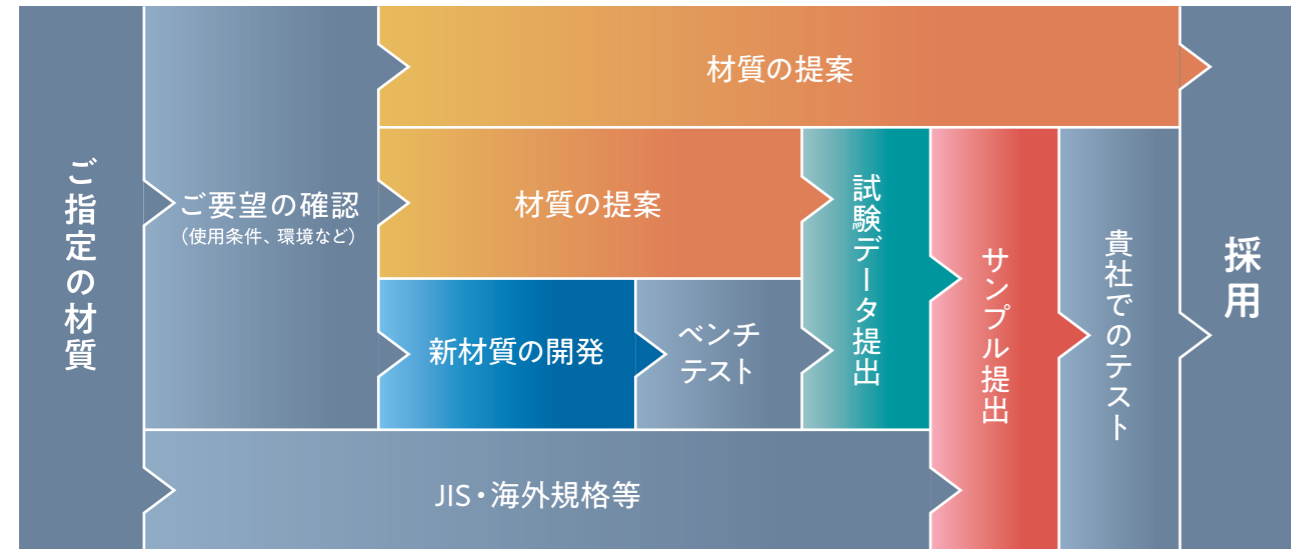 ご指定の材質
ご要望の確認
（使用条件、環境など）
材質の提案
材質の提案
新材質の開発
ベンチ
テスト
試験データ提出
JIS・海外規格等
サンプル提出
貴社でのテスト
採用